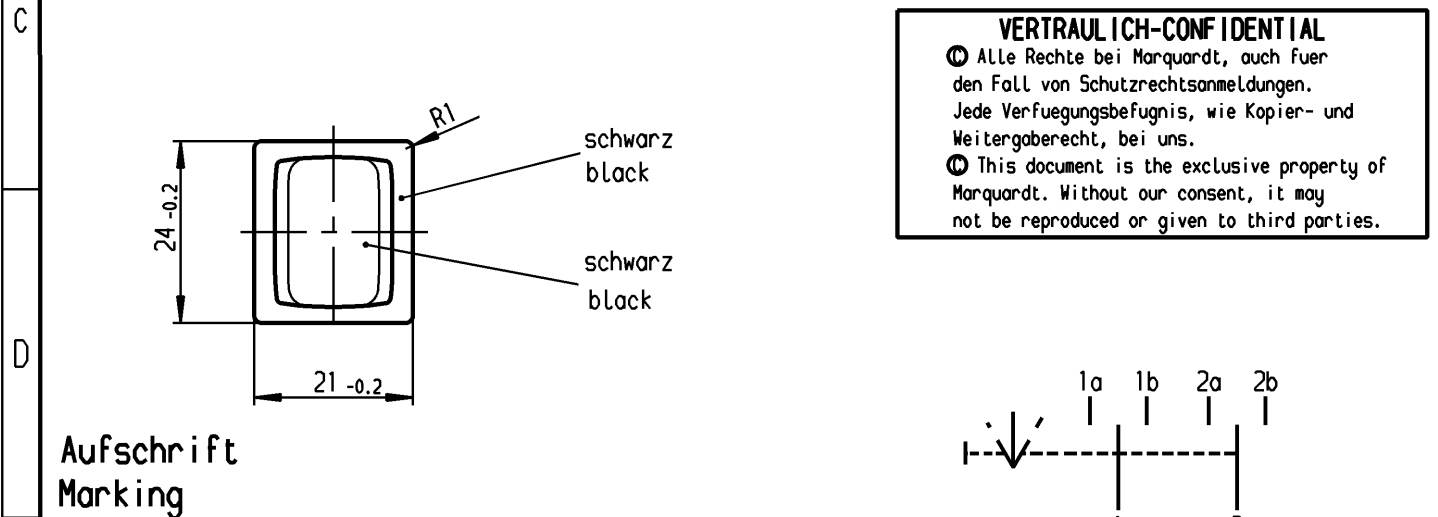 C
VERTRAULICH-CONFIDENTIAL
© Alle Rechte bei Marquardt, auch fuer
den Fall von Schutzrechtsanmeldungen.
Jede Verfuegungsbefugnis, wie Kopier- und
Weitergaberecht, bei uns.
© This document is the exclusive property of
Marquardt. Without our consent, it may
not be reproduced or given to third parties.
R1
schwarz
black
24 -0.2
schwarz
black
D
21 -0.2
1a 1b 2a 2b
Aufschrift
Marking